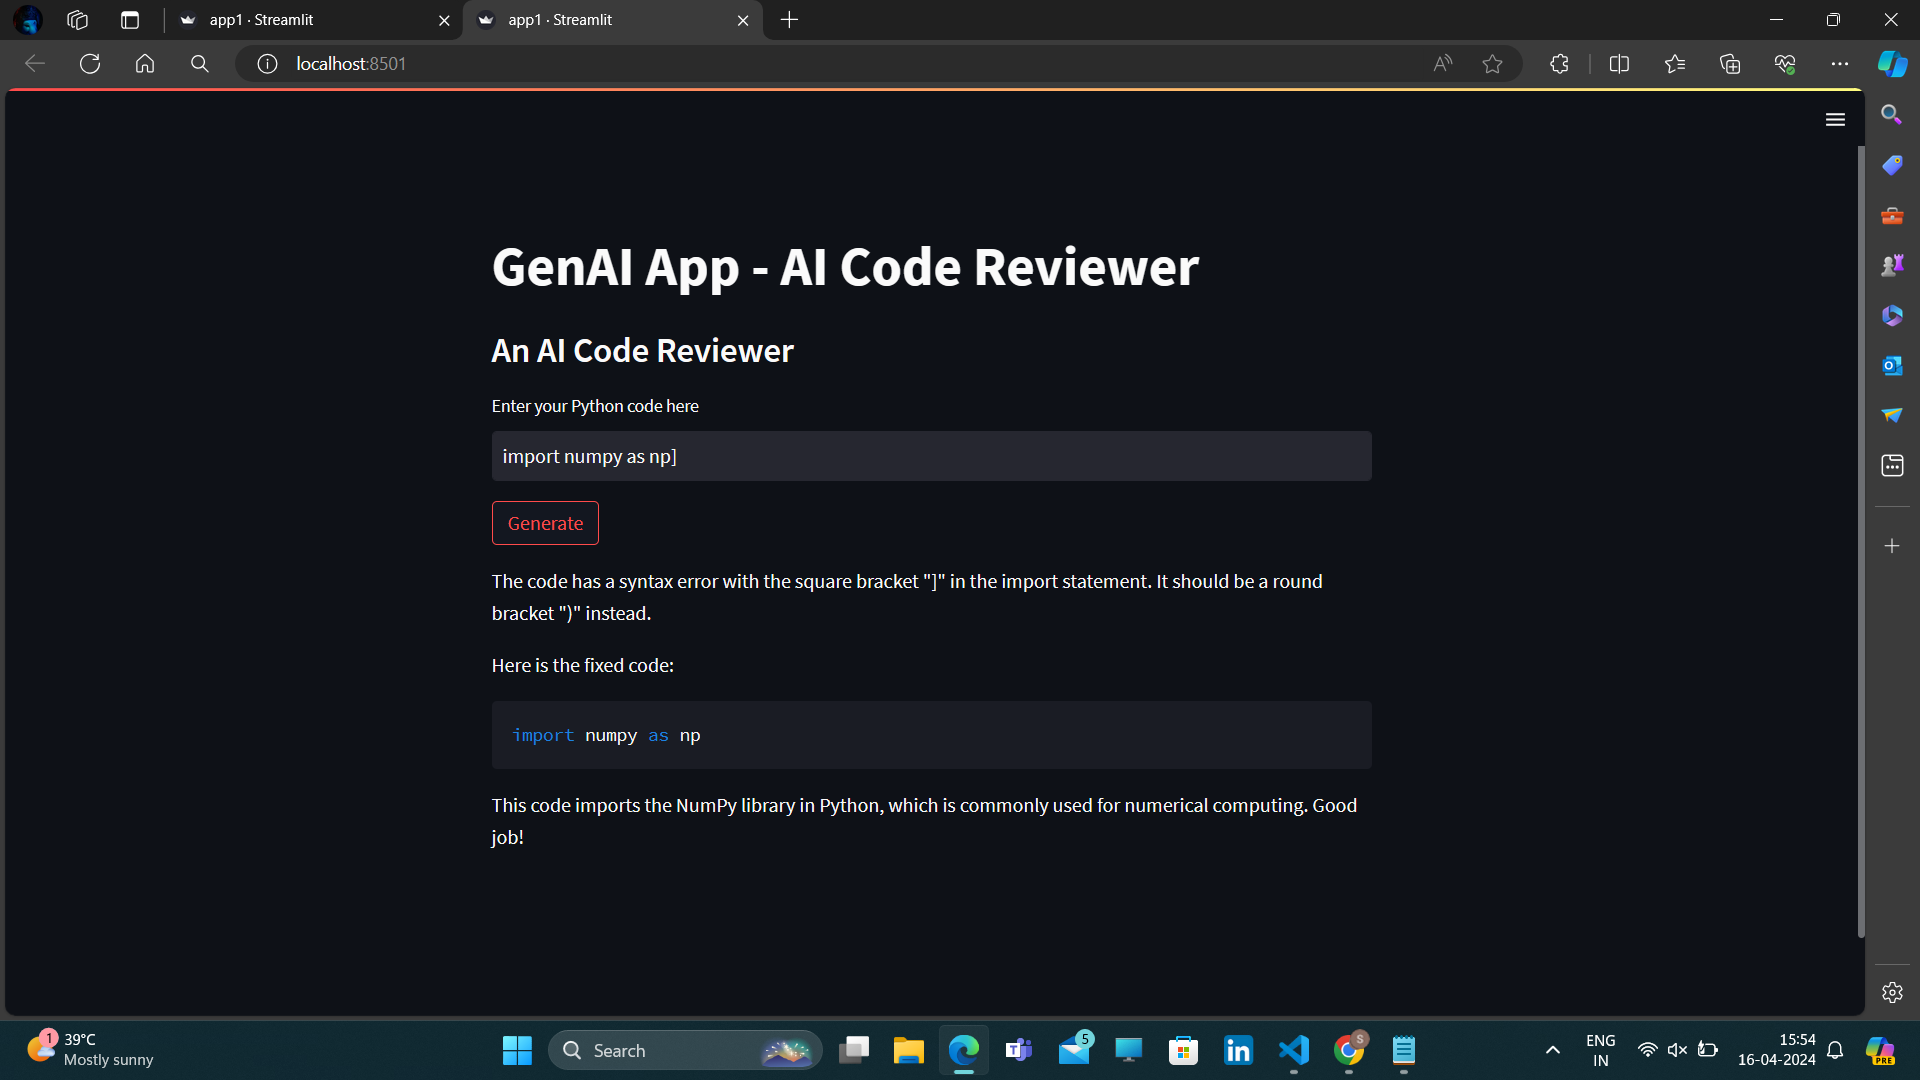 app1 · Streamlit
app1 · Streamlit
localhost:8501
GenAI App - AI Code Reviewer
An AI Code Reviewer
Enter your Python code here
import numpy as np]
Generate
The code has a syntax error with the square bracket "]" in the import statement. It should be a round
bracket ")" instead.
Here is the fixed code:
import numpy as np
This code imports the NumPy library in Python, which is commonly used for numerical computing. Good
job!
1
39°C
Mostly sunny
Search
5
S
ENG
IN
15:54
16-04-2024
PRE